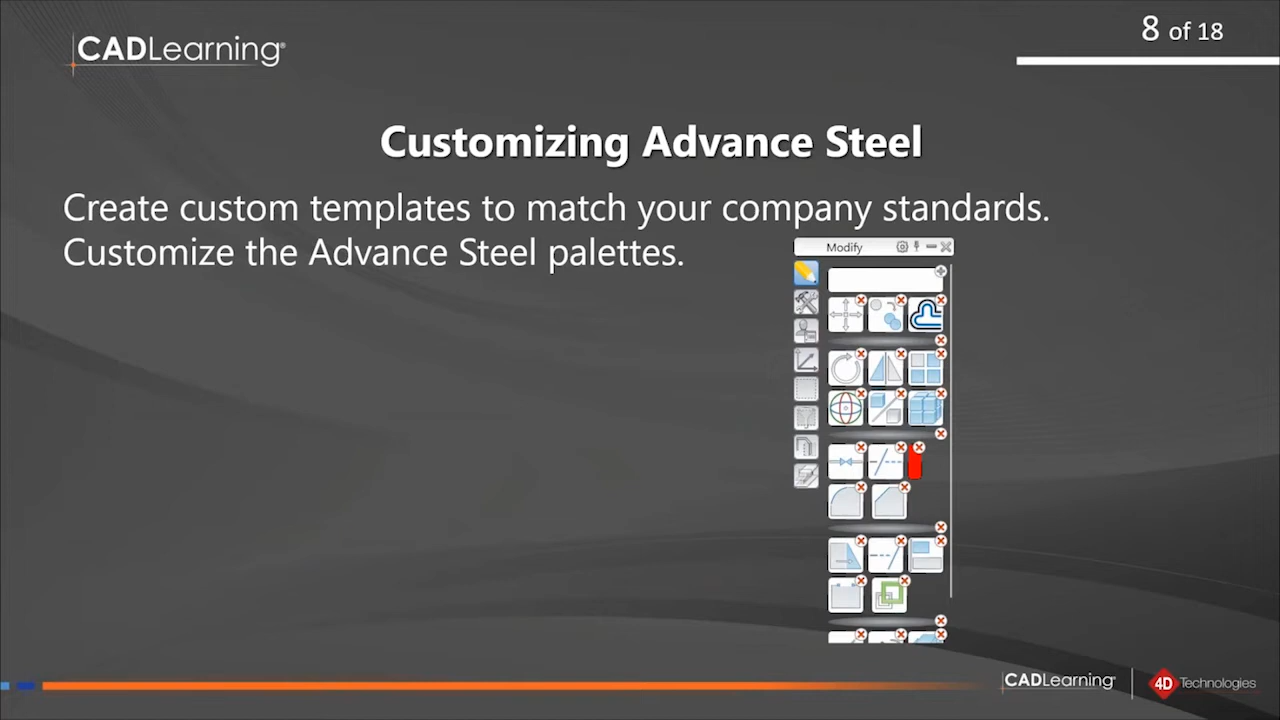 CADLearning®
8 of 18
Customizing Advance Steel
Create custom templates to match your company standards.
Customize the Advance Steel palettes.
Modify
CADLearning®
4D Technologies